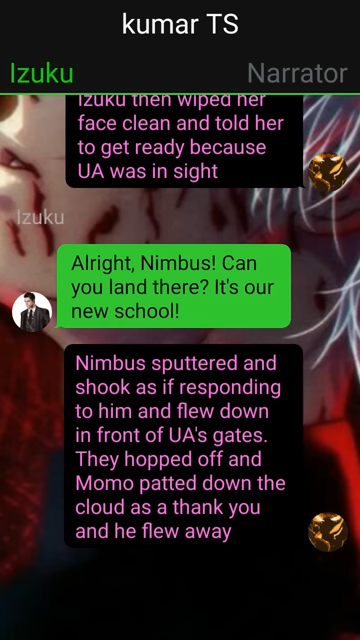 kumar TS
Izuku
Narrator
Izuku then wiped her
face clean and told her
to get ready because
UA was in sight
Izuku
Alright, Nimbus! Can
you land there? It's our
new school!
Nimbus sputtered and
shook as if responding
to him and flew down
in front of UA's gates.
They hopped off and
Momo patted down the
cloud as a thank you
and he flew away